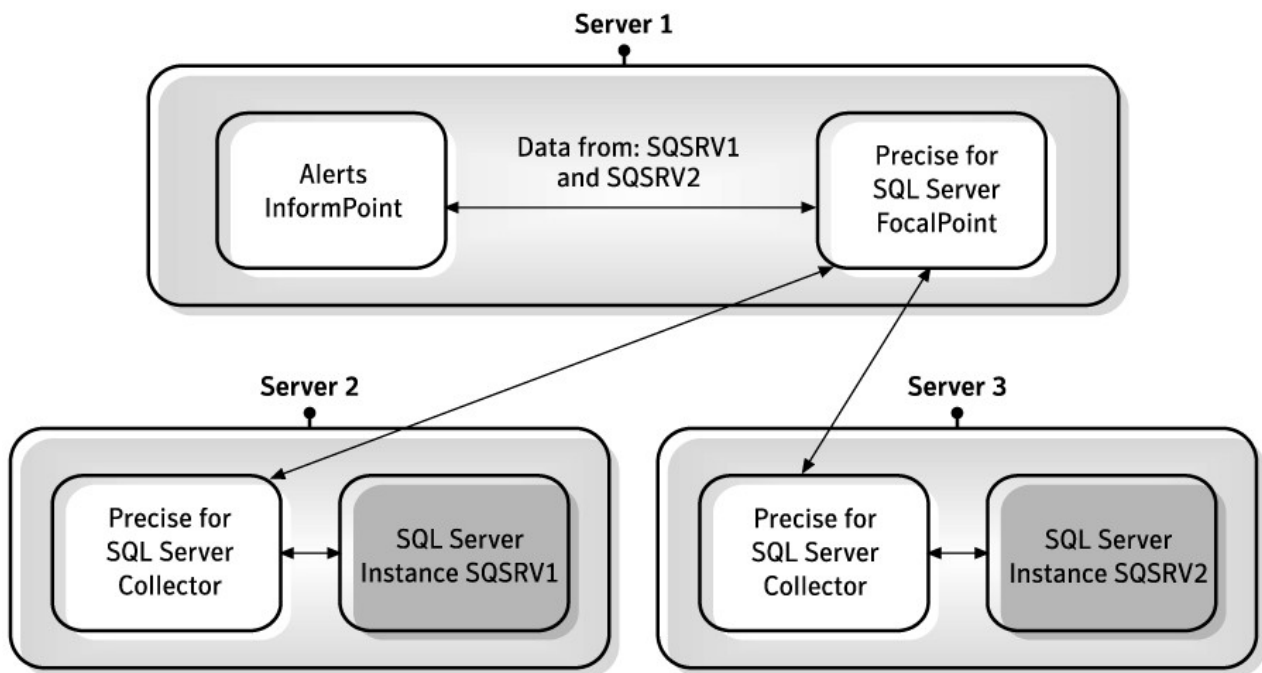 Server 1
Alerts
InformPoint
Data from: SQSRV1
and SQSRV2
Precise for
SQL Server
FocalPoint
Server 2
Precise for
SQL Server
Collector
SQL Server
Instance SQSRV1
Server 3
Precise for
SQL Server
Collector
SQL Server
Instance SQSRV2